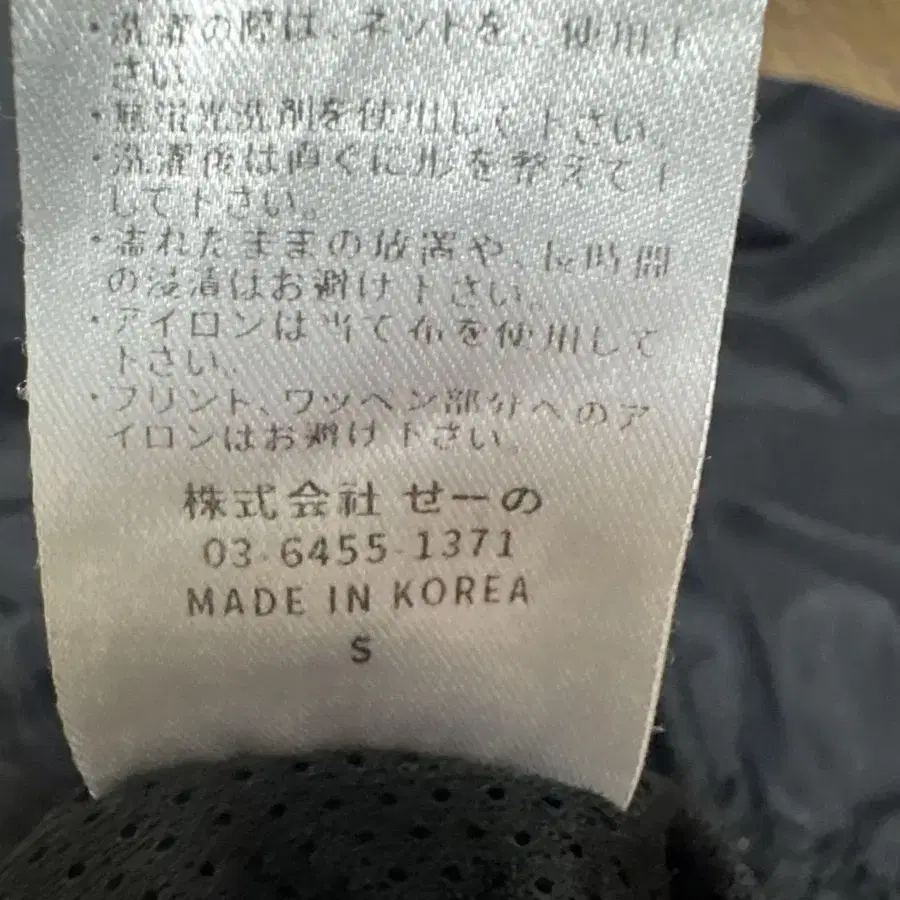 ・洗濯の際は、ネットを、使用下
さい
・無蛍光洗剤を使用して下さい。
・洗濯後は直ぐに形を整えて干
して下さい。
・濡れたままの放置や、長時間
の浸漬はお避け下さい。
・アイロンは当て布を使用して
下さい。
・プリント、ワッペン部分へのア
イロンはお避け下さい。
株式会社 せーの
03-6455-1371
MADE IN KOREA
S